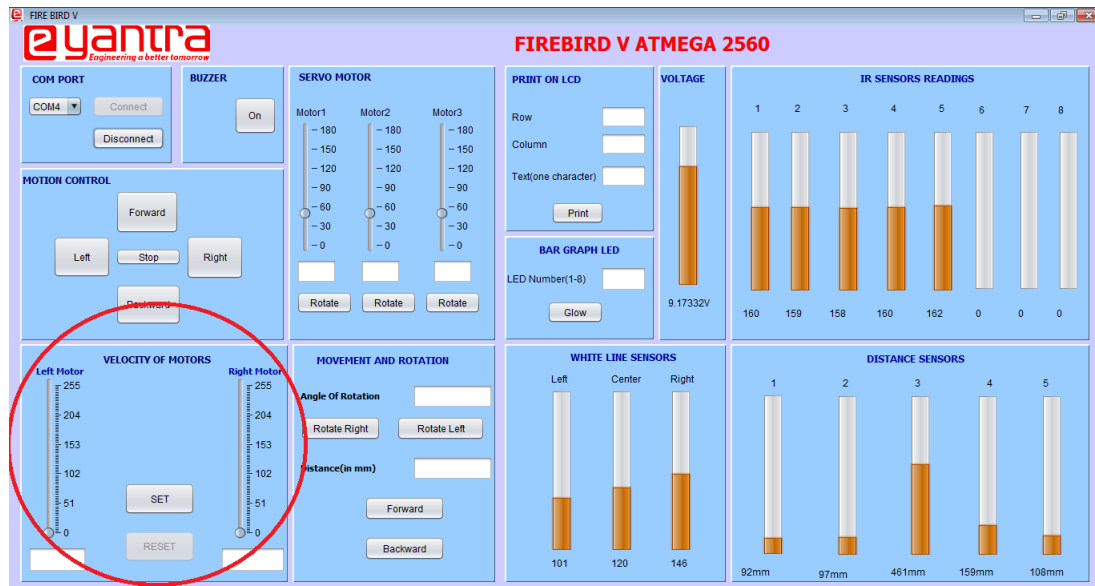 FIRE BIRD V
eyantra
Engineering a better tomorrow
FIREBIRD V ATMEGA 2560
COM PORT
COM4
Connect
Disconnect
BUZZER
On
MOTION CONTROL
Forward
Left
Stop
Right
Backward
SERVO MOTOR
Motor1 Motor2 Motor3
180 180 180
150 150 150
120 120 120
90 90 90
60 60 60
30 30 30
0 0 0
Rotate Rotate Rotate
PRINT ON LCD
Row
Column
Text(one character)
Print
BAR GRAPH LED
LED Number(1-8)
Glow
VOLTAGE
9.17332V
IR SENSORS READINGS
1 2 3 4 5 6 7 8
160 159 158 160 162 0 0 0
VELOCITY OF MOTORS
Left Motor Right Motor
255 255
204 204
153 153
102 102
51 51
0 0
SET
RESET
MOVEMENT AND ROTATION
Angle Of Rotation
Rotate Right Rotate Left
Distance(in mm)
Forward
Backward
WHITE LINE SENSORS
Left Center Right
101 120 146
DISTANCE SENSORS
1 2 3 4 5
92mm 97mm 461mm 159mm 108mm